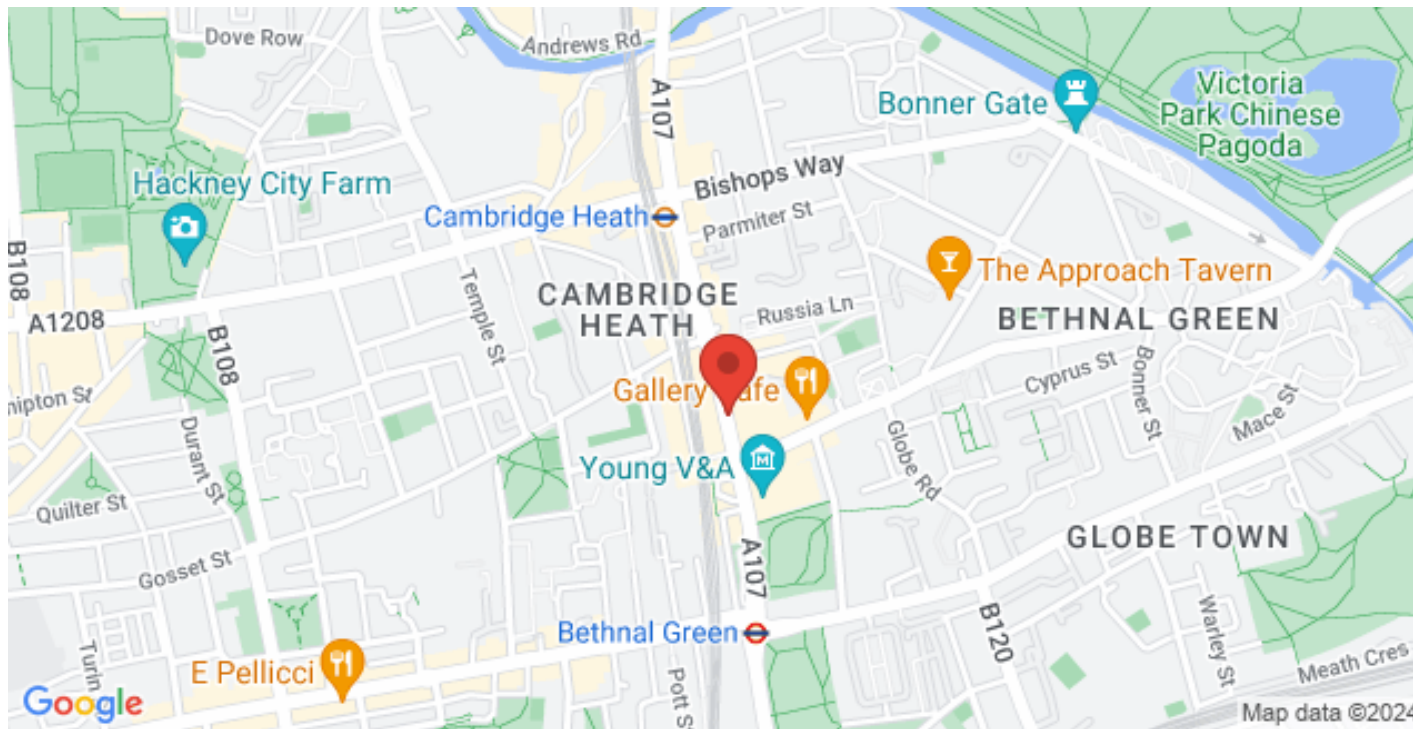 Dove Row
Andrews Rd
A107
Bonner Gate
Victoria
Park Chinese
Pagoda
Hackney City Farm
Bishops Way
Cambridge Heath
Parmiter St
B108
A1208
B108
Temple St
CAMBRIDGE
HEATH
Russia Ln
The Approach Tavern
BETHNAL GREEN
Cyprus St
Bonner St
Mace St
Gallery
Durant St
Young V&A
Globe Rd
Quilter St
Gosset St
GLOBE TOWN
A107
Bethnal Green
B120
Warley St
Meath Cres
E Pellicci
Turin
Pott S
Google
Map data ©2024